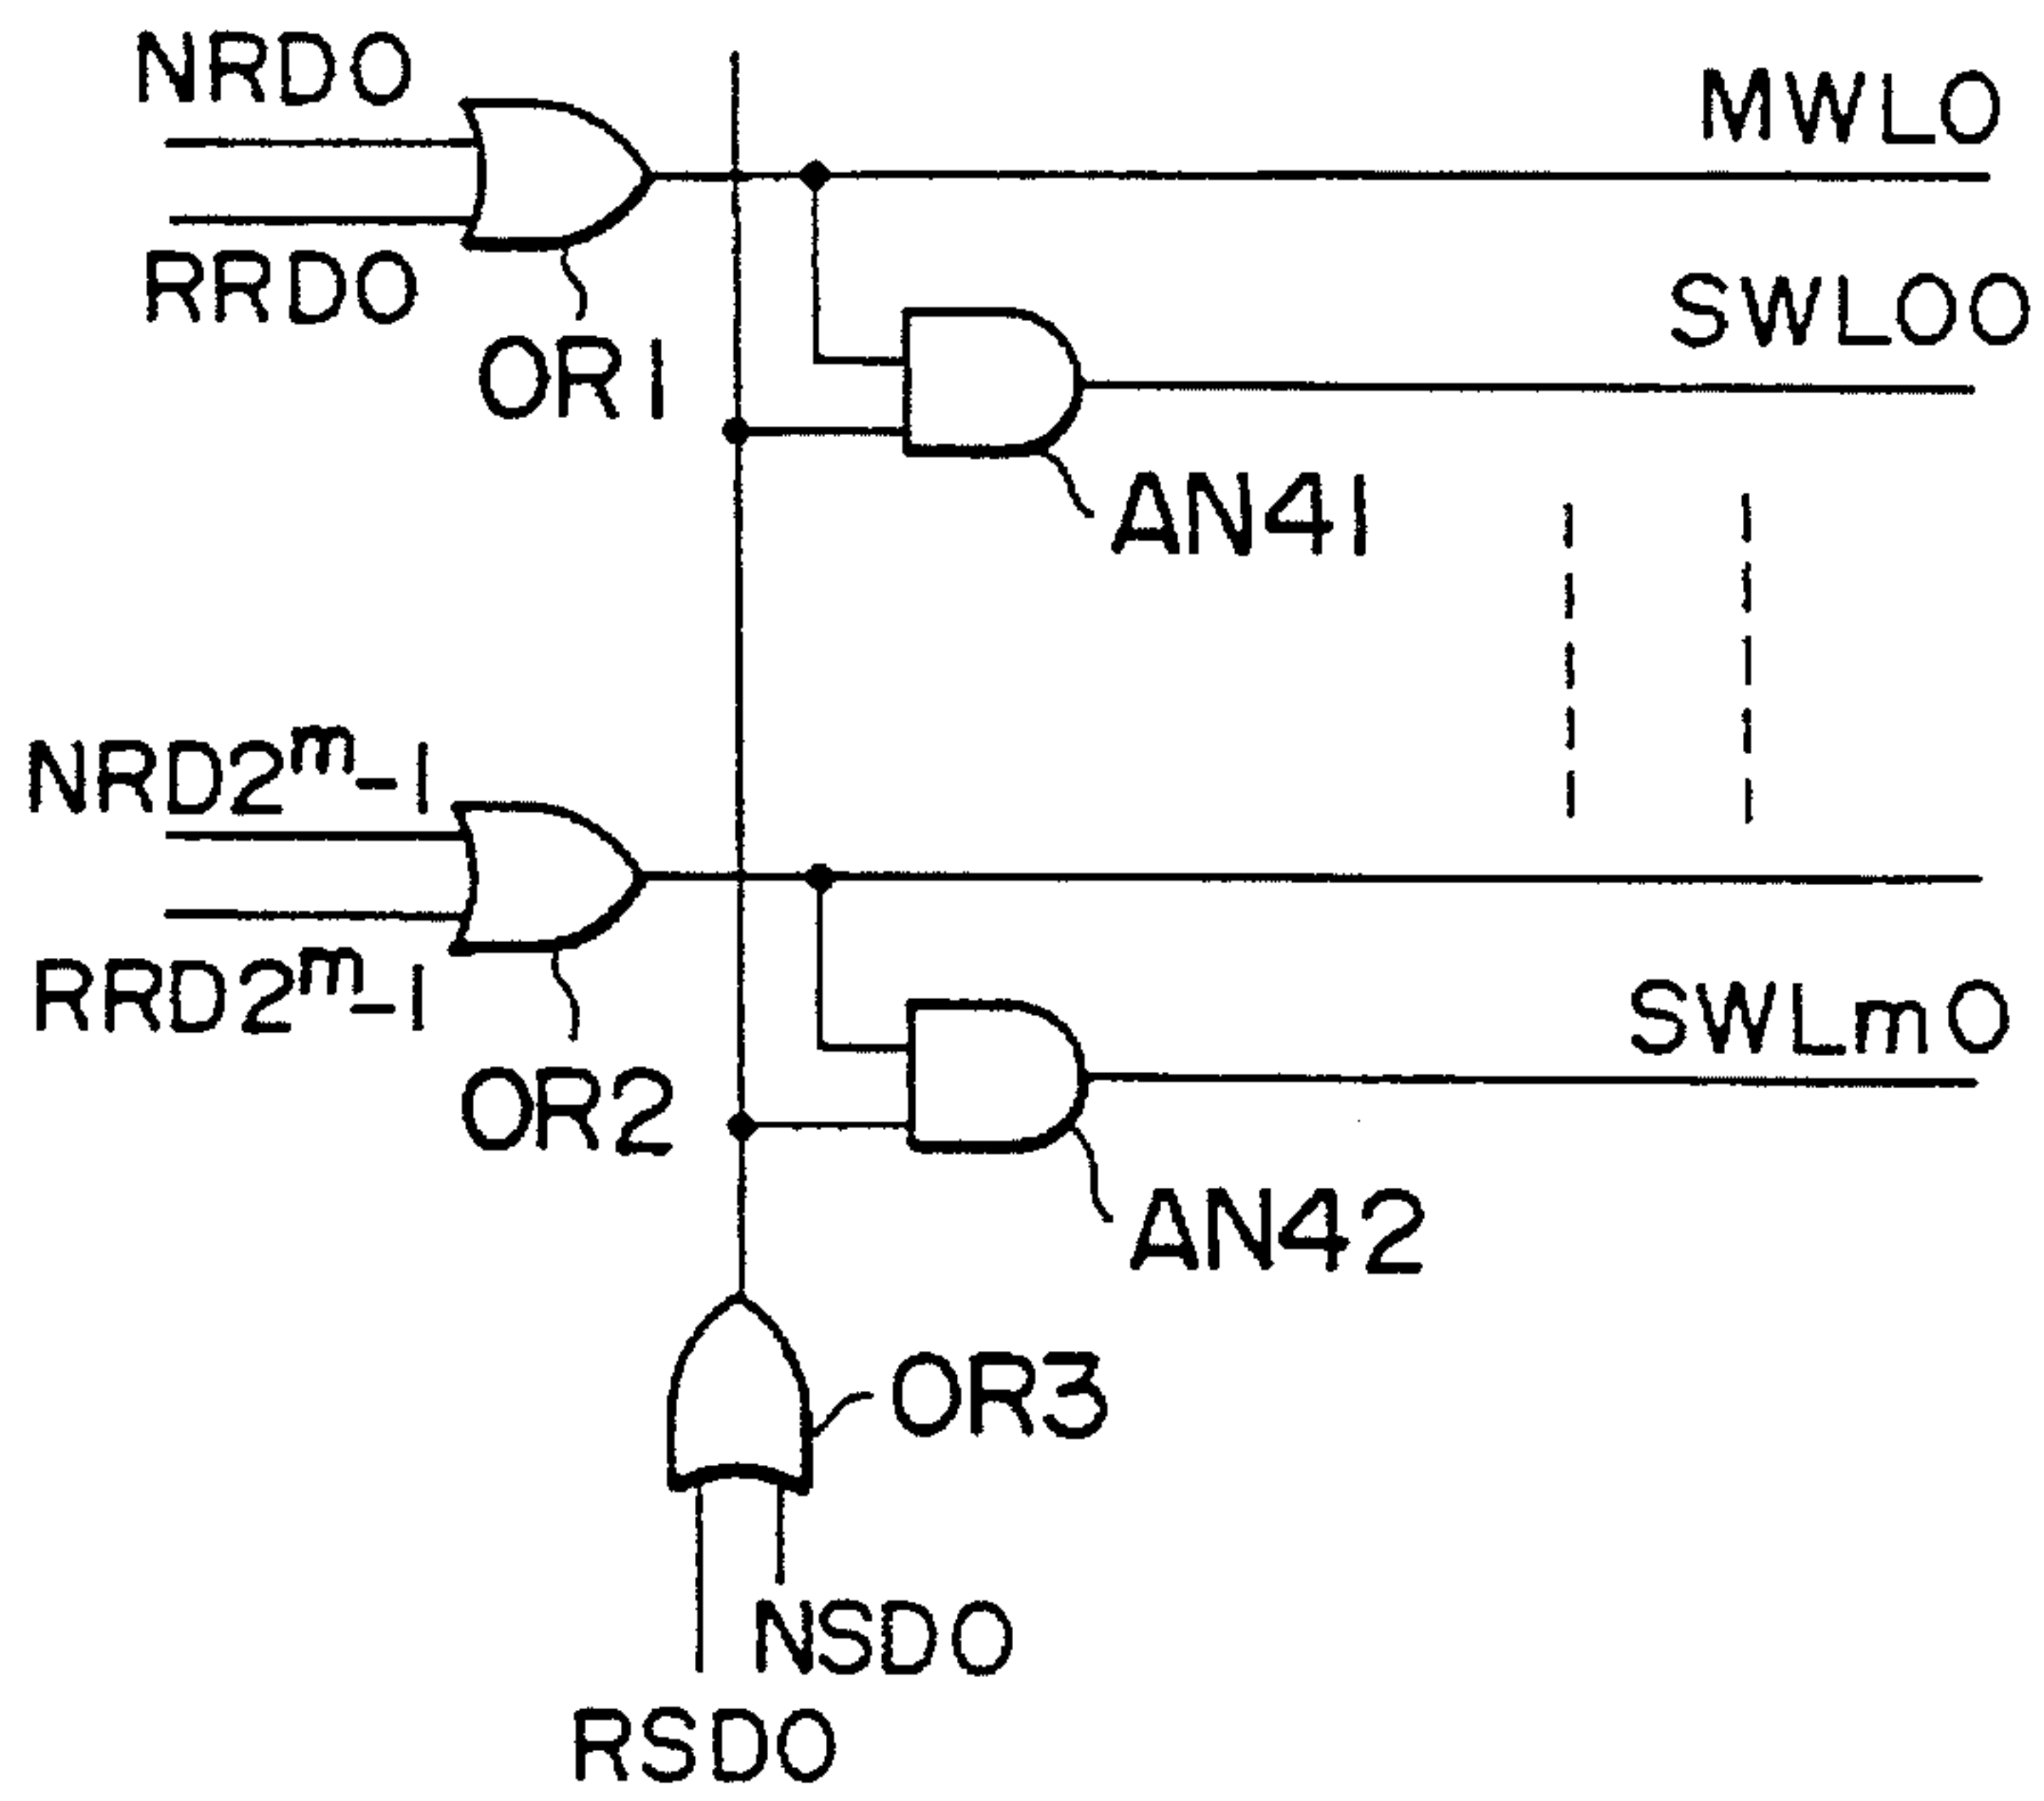 NRD0
MWL0
RRD0
SWL00
OR1
AN41
NRD2ᵐ-1
RRD2ᵐ-1
SWLm0
OR2
AN42
OR3
NSD0
RSD0